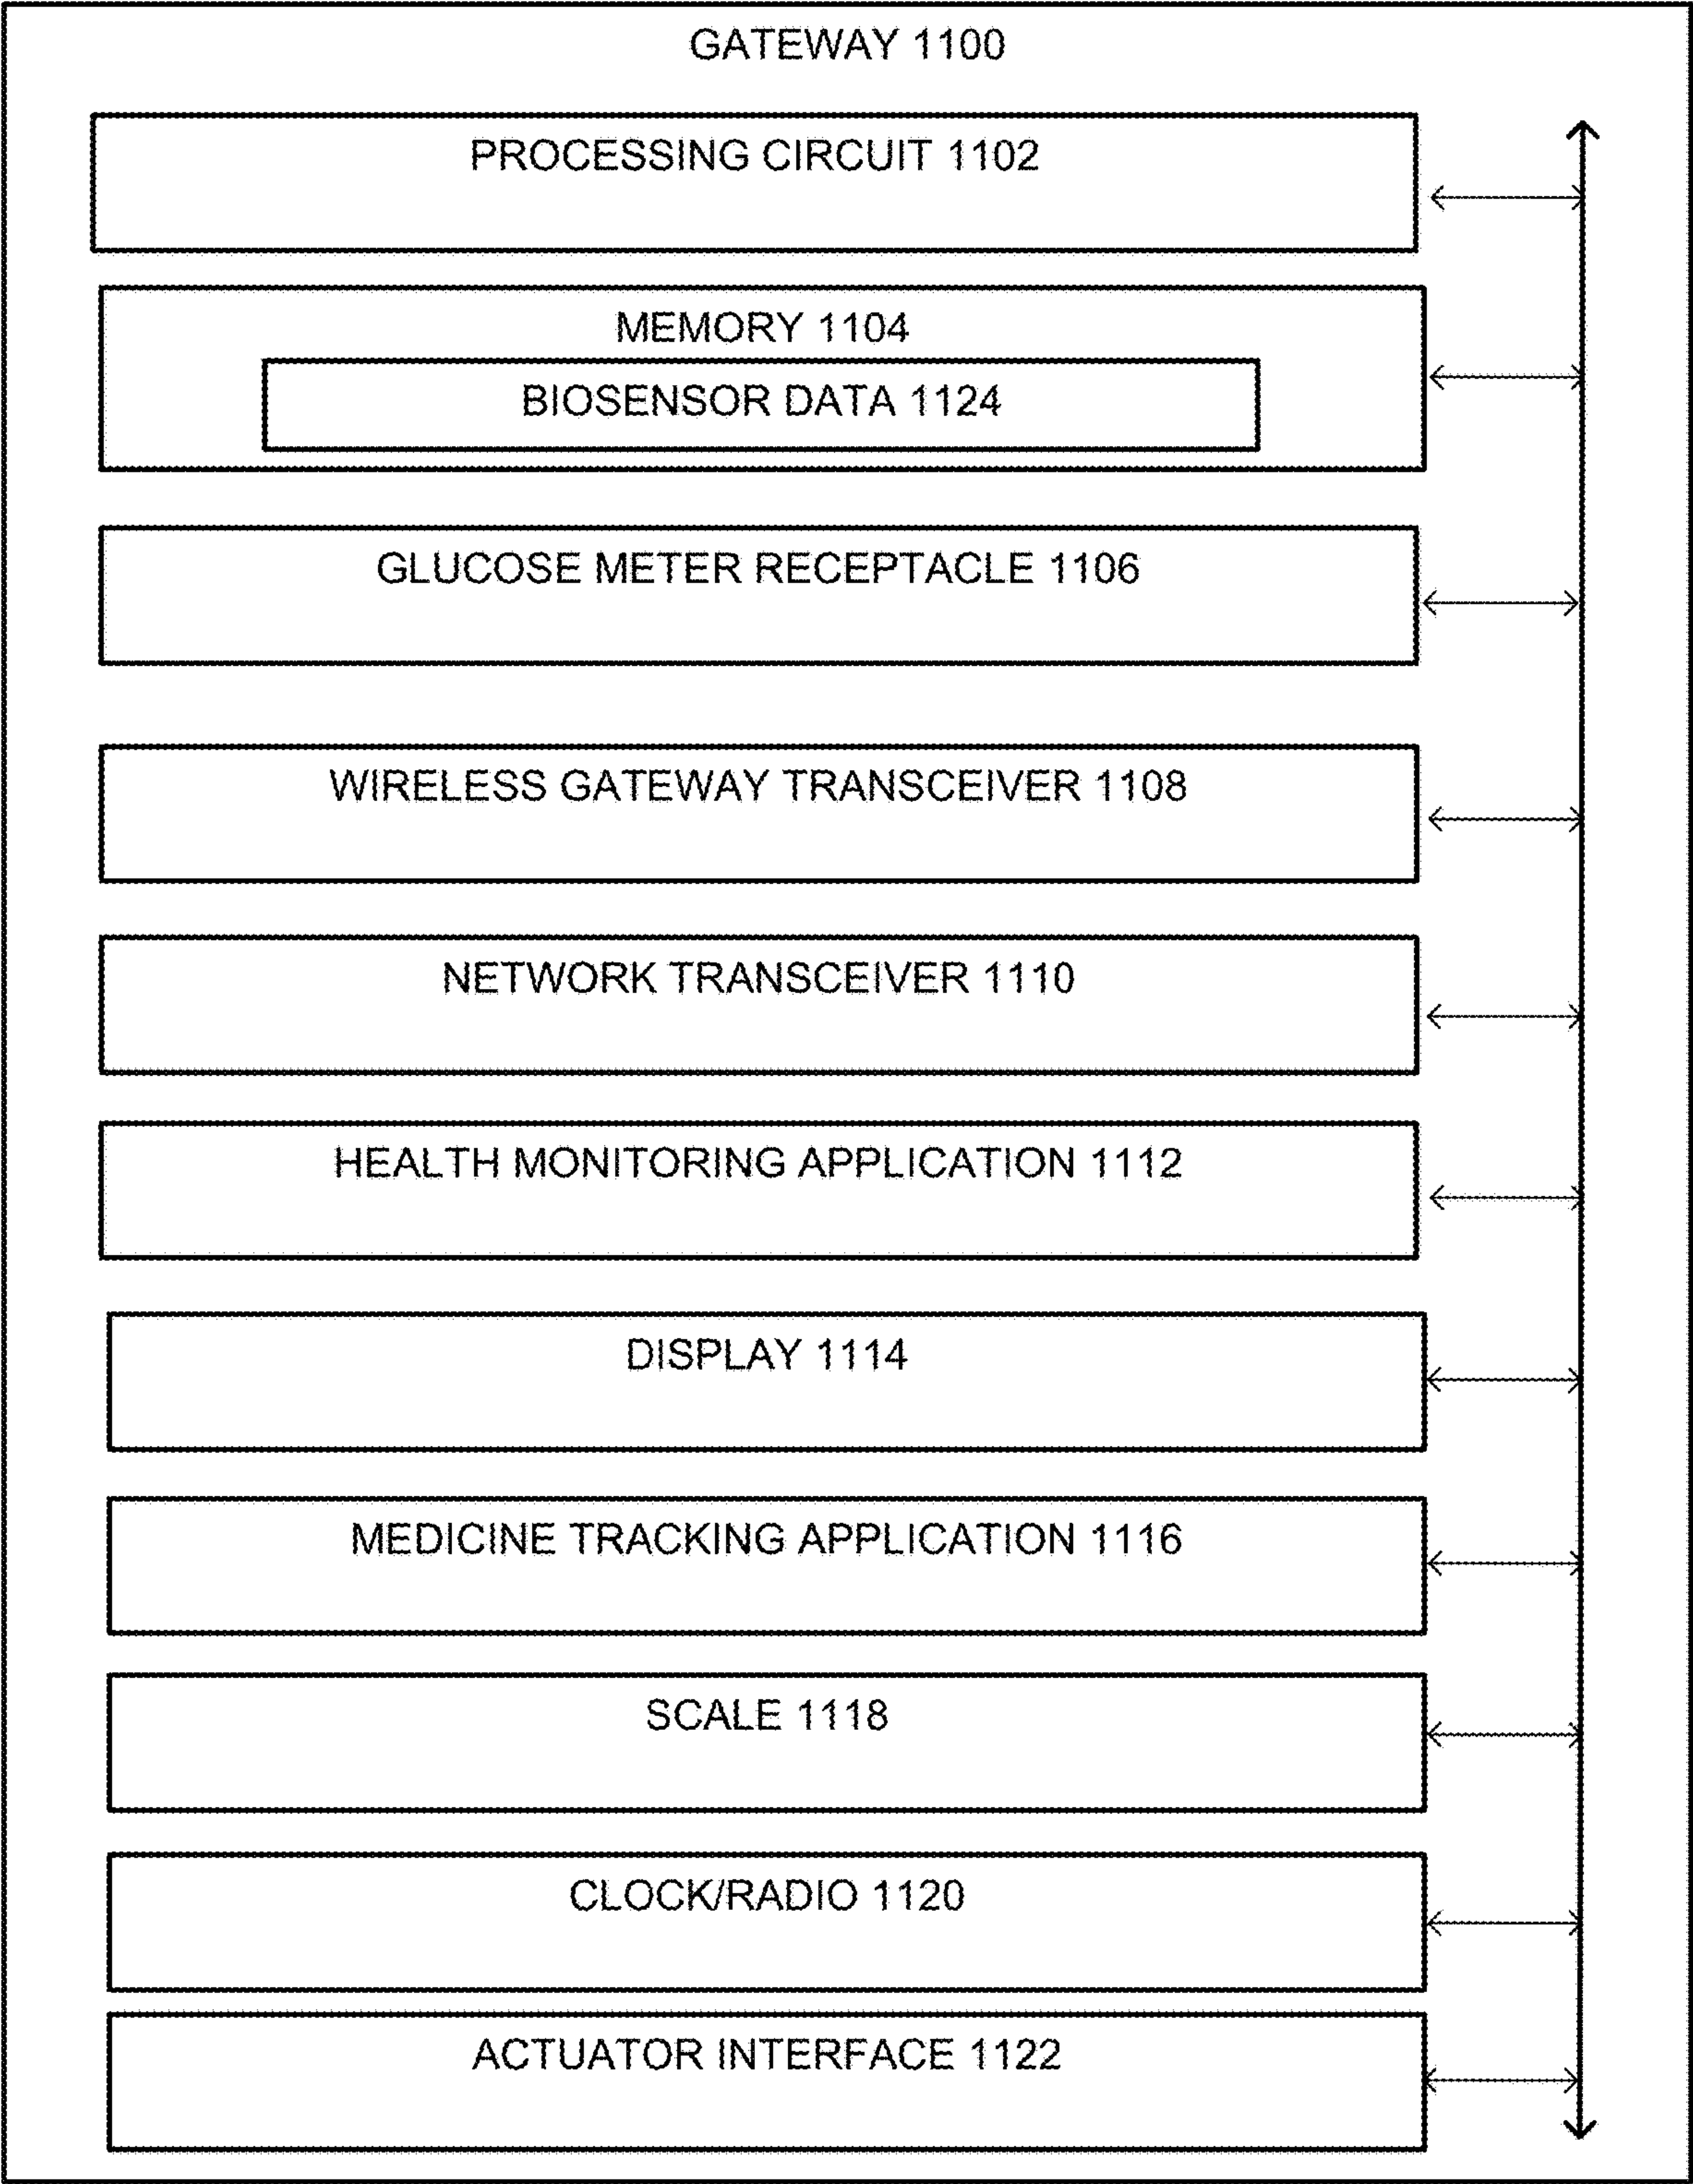 GATEWAY 1100
PROCESSING CIRCUIT 1102
MEMORY 1104
BIOSENSOR DATA 1124
GLUCOSE METER RECEPTACLE 1106
WIRELESS GATEWAY TRANSCEIVER 1108
NETWORK TRANSCEIVER 1110
HEALTH MONITORING APPLICATION 1112
DISPLAY 1114
MEDICINE TRACKING APPLICATION 1116
SCALE 1118
CLOCK/RADIO 1120
ACTUATOR INTERFACE 1122